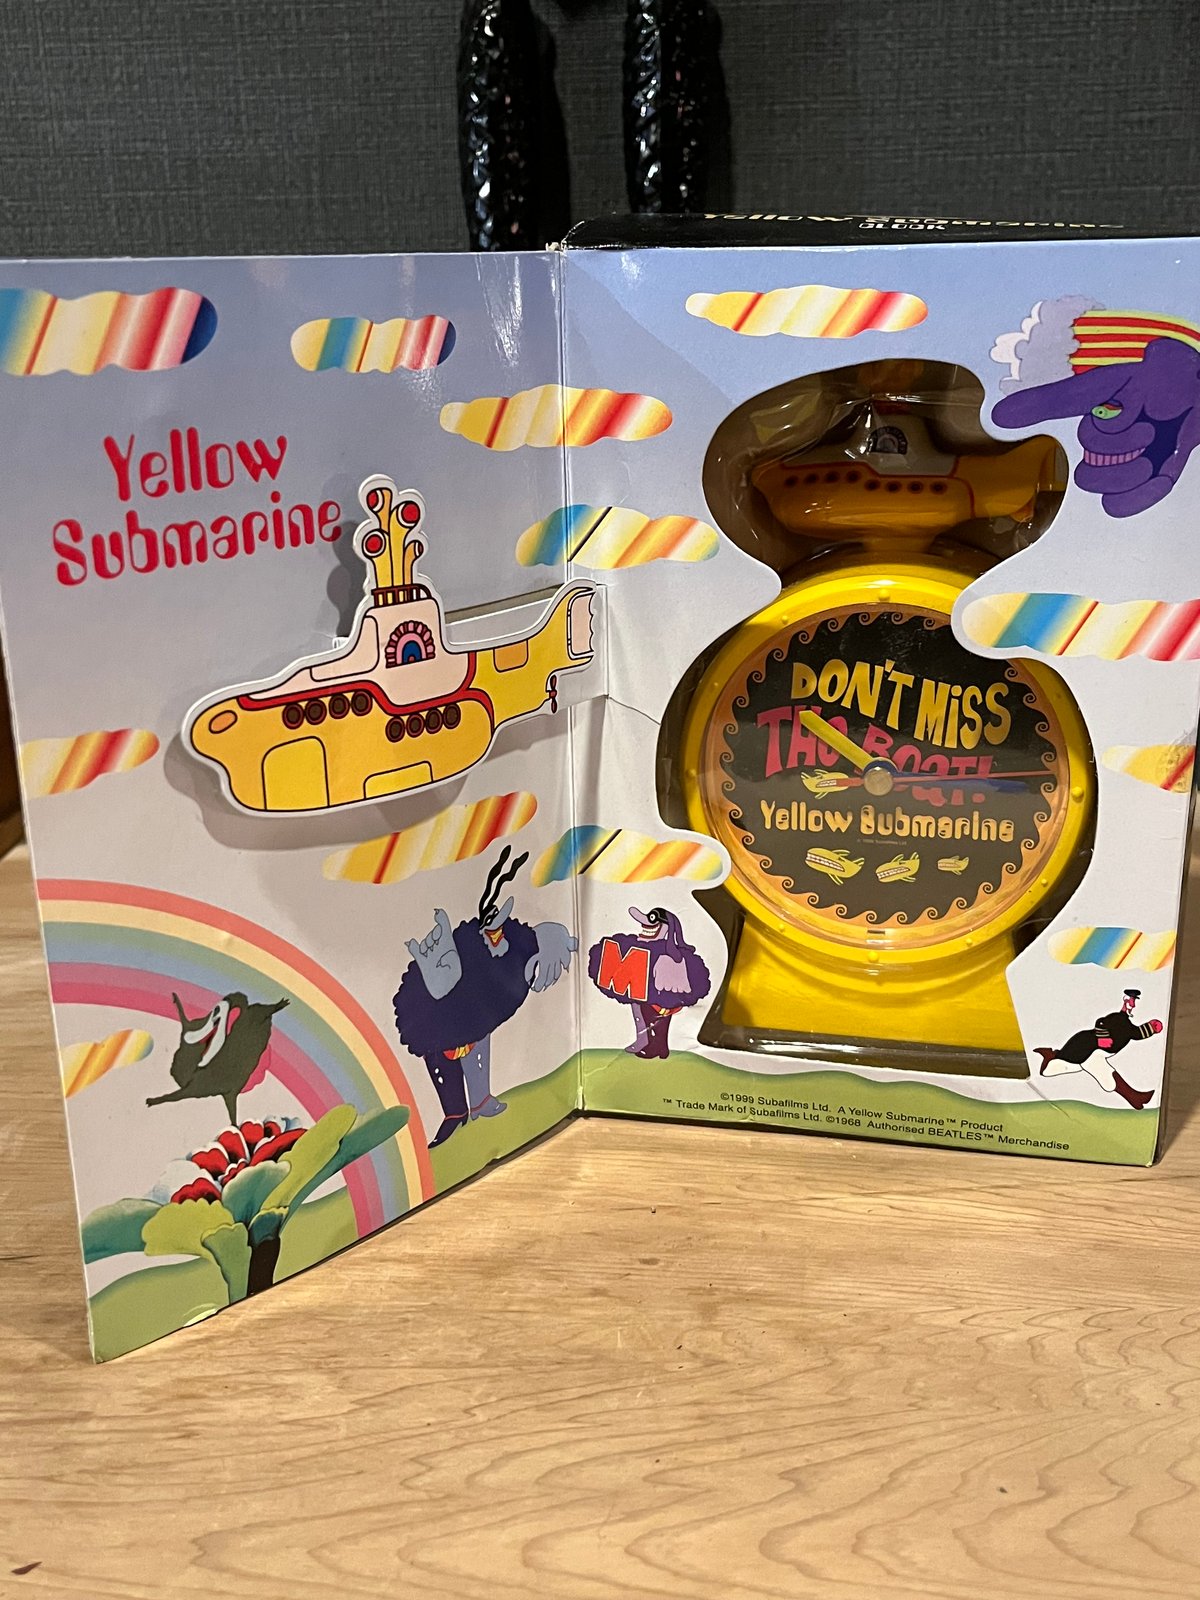 Yellow Submarine
CLOCK
Yellow
Submarine
DON'T MiSS
THe BOaT!
Yellow Submarine
M
©1999 Subafilms Ltd. A Yellow Submarine™ Product
™ Trade Mark of Subafilms Ltd. ©1968 Authorised BEATLES™ Merchandise